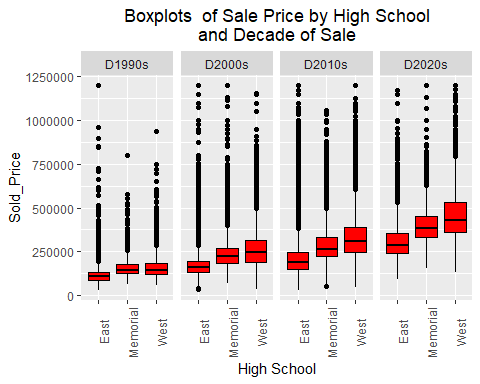 Boxplots  of Sale Price by High School
and Decade of Sale
D1990s D2000s D2010s D2020s
1250000
1000000
750000
500000
250000
0
Sold_Price
East Memorial West East Memorial West East Memorial West East Memorial West
High School